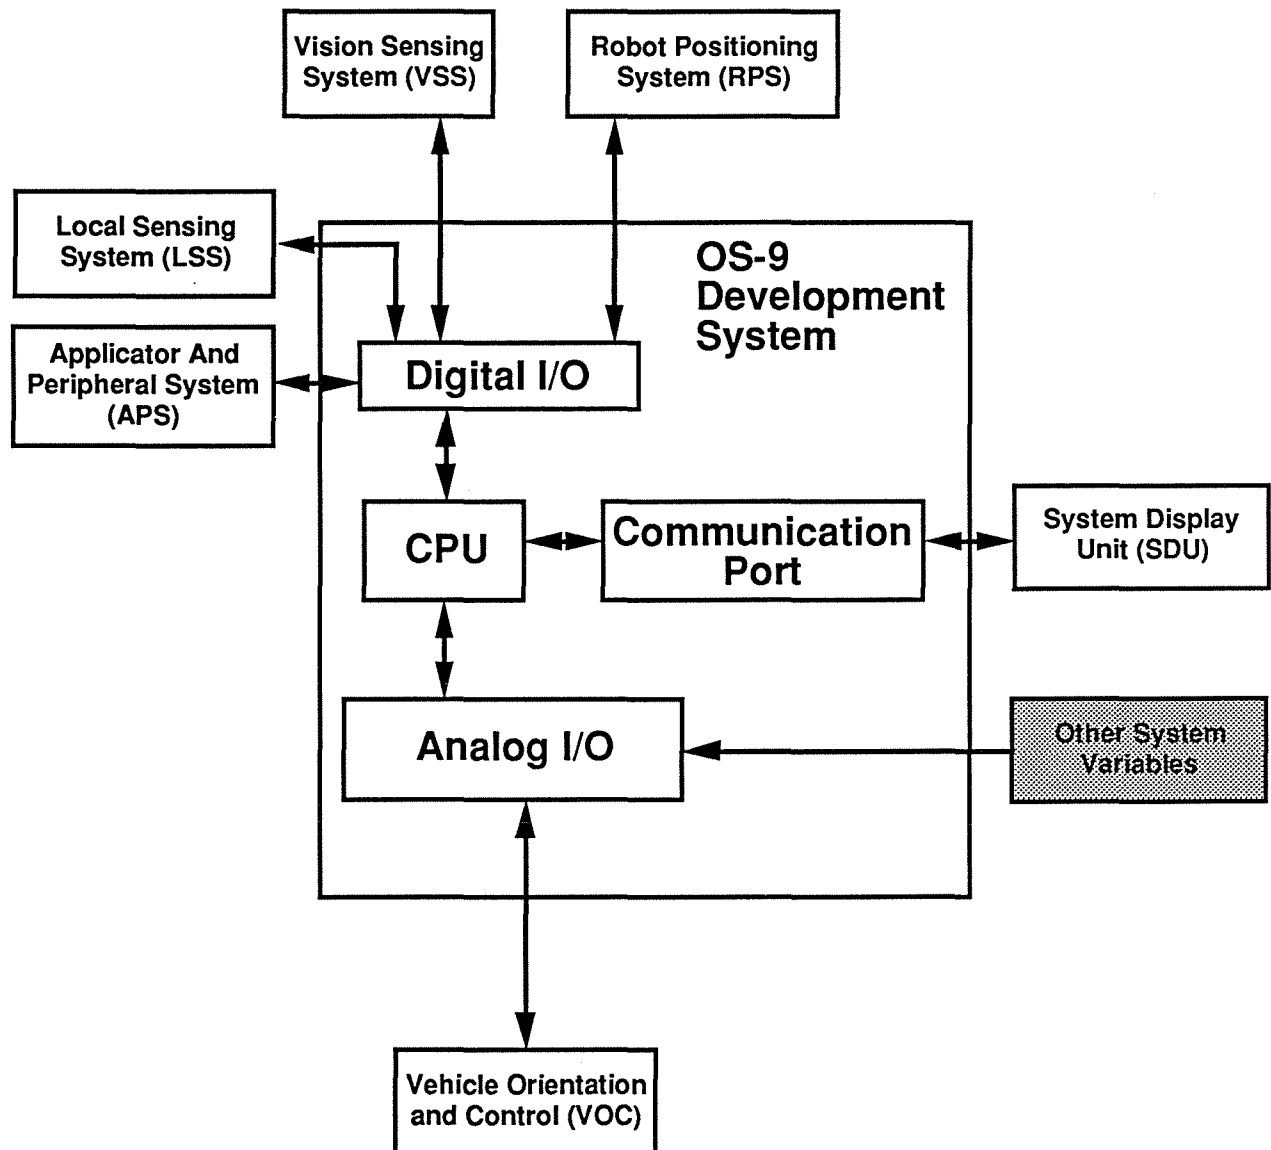 Vision Sensing
System (VSS)
Robot Positioning
System (RPS)
Local Sensing
System (LSS)
OS-9
Development
System
Applicator And
Peripheral System
(APS)
Digital I/O
CPU
Communication
Port
System Display
Unit (SDU)
Analog I/O
Other System
Variables
Vehicle Orientation
and Control (VOC)